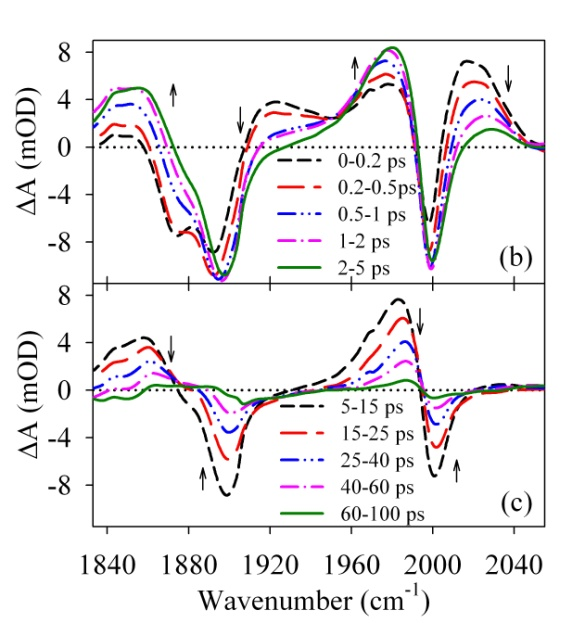 8
4
0
-4
-8
ΔA (mOD)
0-0.2 ps
0.2-0.5ps
0.5-1 ps
1-2 ps
2-5 ps
(b)
8
4
0
-4
-8
ΔA (mOD)
5-15 ps
15-25 ps
25-40 ps
40-60 ps
60-100 ps
(c)
1840 1880 1920 1960 2000 2040
Wavenumber (cm⁻¹)